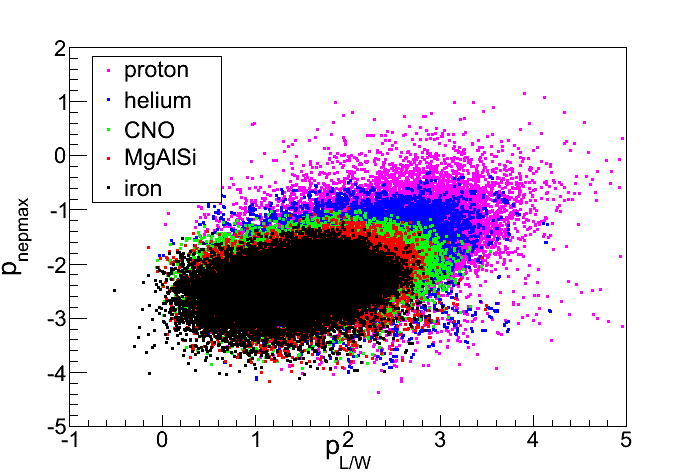 2
1
0
-1
-2
-3
-4
-5
proton
helium
CNO
MgAlSi
iron
p_nepmax
-1 0 1 2 3 4 5
p_L/W